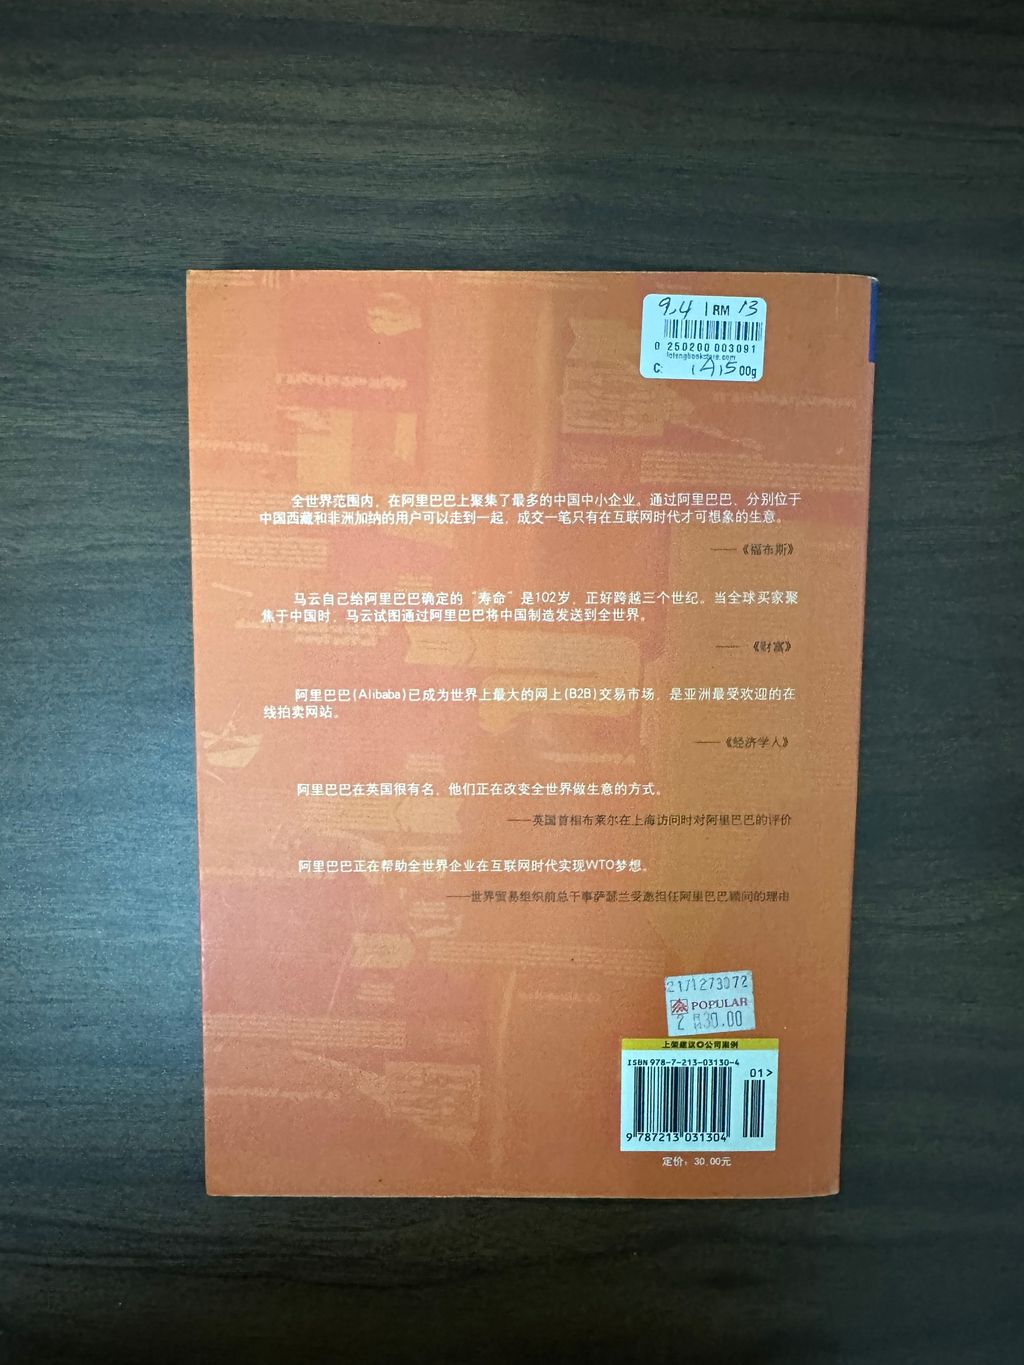 9.4 | RM 13
0 250200 003091
lotengbookstore.com
C: (A)500g
全世界范围内，在阿里巴巴上聚集了最多的中国中小企业。通过阿里巴巴，分别位于
中国西藏和非洲加纳的用户可以走到一起，成交一笔只有在互联网时代才可想象的生意。
——《福布斯》
马云自己给阿里巴巴确定的“寿命”是102岁，正好跨越三个世纪。当全球买家聚
焦于中国时，马云试图通过阿里巴巴将中国制造发送到全世界。
——《财富》
阿里巴巴(Alibaba)已成为世界上最大的网上(B2B)交易市场，是亚洲最受欢迎的在
线拍卖网站。
——《经济学人》
阿里巴巴在英国很有名，他们正在改变全世界做生意的方式。
——英国首相布莱尔在上海访问时对阿里巴巴的评价
阿里巴巴正在帮助全世界企业在互联网时代实现WTO梦想。
——世界贸易组织前总干事萨瑟兰受邀担任阿里巴巴顾问的理由
2171273072
POPULAR
2 RM30.00
上架建议◎公司案例
ISBN 978-7-213-03130-4
01>
9 787213 031304
定价：30.00元